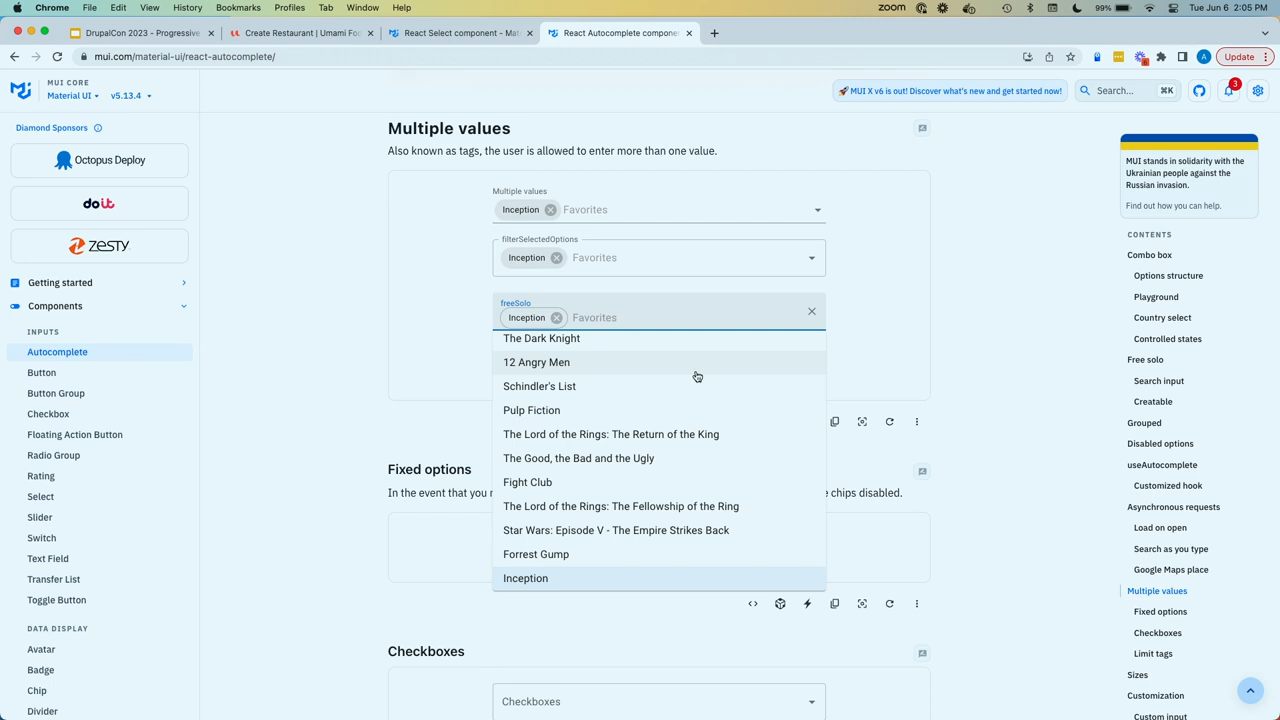 Chrome File Edit View History Bookmarks Profiles Tab Window Help zoom 99% Tue Jun 6 2:05 PM
DrupalCon 2023 - Progressive
Create Restaurant | Umami Foo
React Select component - Mate
React Autocomplete componen
mui.com/material-ui/react-autocomplete/
A
Update
MUI CORE
Material UI
v5.13.4
🚀 MUI X v6 is out! Discover what's new and get started now!
Search...
⌘K
3
Diamond Sponsors
Octopus Deploy
doit
ZESTY
Getting started
Components
INPUTS
Autocomplete
Button
Button Group
Checkbox
Floating Action Button
Radio Group
Rating
Select
Slider
Switch
Text Field
Transfer List
Toggle Button
DATA DISPLAY
Avatar
Badge
Chip
Divider
Multiple values
Also known as tags, the user is allowed to enter more than one value.
Multiple values
Inception Favorites
filterSelectedOptions
Inception Favorites
freeSolo
Inception Favorites
The Dark Knight
12 Angry Men
Schindler's List
Pulp Fiction
The Lord of the Rings: The Return of the King
The Good, the Bad and the Ugly
Fight Club
The Lord of the Rings: The Fellowship of the Ring
Star Wars: Episode V - The Empire Strikes Back
Forrest Gump
Inception
Fixed options
In the event that you
e chips disabled.
Checkboxes
Checkboxes
MUI stands in solidarity with the
Ukrainian people against the
Russian invasion.
Find out how you can help.
CONTENTS
Combo box
Options structure
Playground
Country select
Controlled states
Free solo
Search input
Creatable
Grouped
Disabled options
useAutocomplete
Customized hook
Asynchronous requests
Load on open
Search as you type
Google Maps place
Multiple values
Fixed options
Checkboxes
Limit tags
Sizes
Customization
Custom input